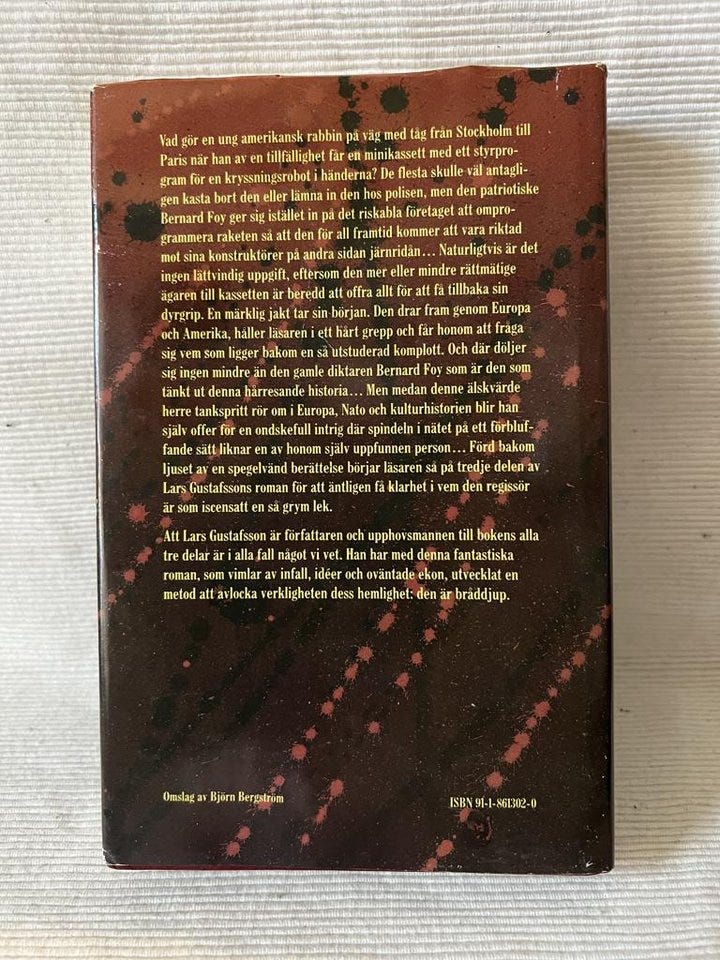 Vad gör en ung amerikansk rabbin på väg med tåg från Stockholm till
Paris när han av en tillfällighet får en minikassett med ett styrpro-
gram för en kryssningsrobot i händerna? De flesta skulle väl antagli-
gen kasta bort den eller lämna in den hos polisen, men den patriotiske
Bernard Foy ger sig istället in på det riskabla företaget att ompro-
grammera raketen så att den för all framtid kommer att vara riktad
mot sina konstruktörer på andra sidan järnridån... Naturligtvis är det
ingen lättvindig uppgift, eftersom den mer eller mindre rättmätige
ägaren till kassetten är beredd att offra allt för att få tillbaka sin
dyrgrip. En märklig jakt tar sin början. Den drar fram genom Europa
och Amerika, håller läsaren i ett hårt grepp och får honom att fråga
sig vem som ligger bakom en så utstuderad komplott. Och där döljer
sig ingen mindre än den gamle diktaren Bernard Foy som är den som
tänkt ut denna hårresande historia... Men medan denne älskvärde
herre tankspritt rör om i Europa, Nato och kulturhistorien blir han
själv offer för en ondskefull intrig där spindeln i nätet på ett förbluf-
fande sätt liknar en av honom själv uppfunnen person... Förd bakom
ljuset av en spegelvänd berättelse börjar läsaren så på tredje delen av
Lars Gustafssons roman för att äntligen få klarhet i vem den regissör
är som iscensatt en så grym lek.
Att Lars Gustafsson är författaren och upphovsmannen till bokens alla
tre delar är i alla fall något vi vet. Han har med denna fantastiska
roman, som vimlar av infall, idéer och oväntade ekon, utvecklat en
metod att avlocka verkligheten dess hemlighet: den är bråddjup.
Omslag av Björn Bergström
ISBN 91-1-861302-0